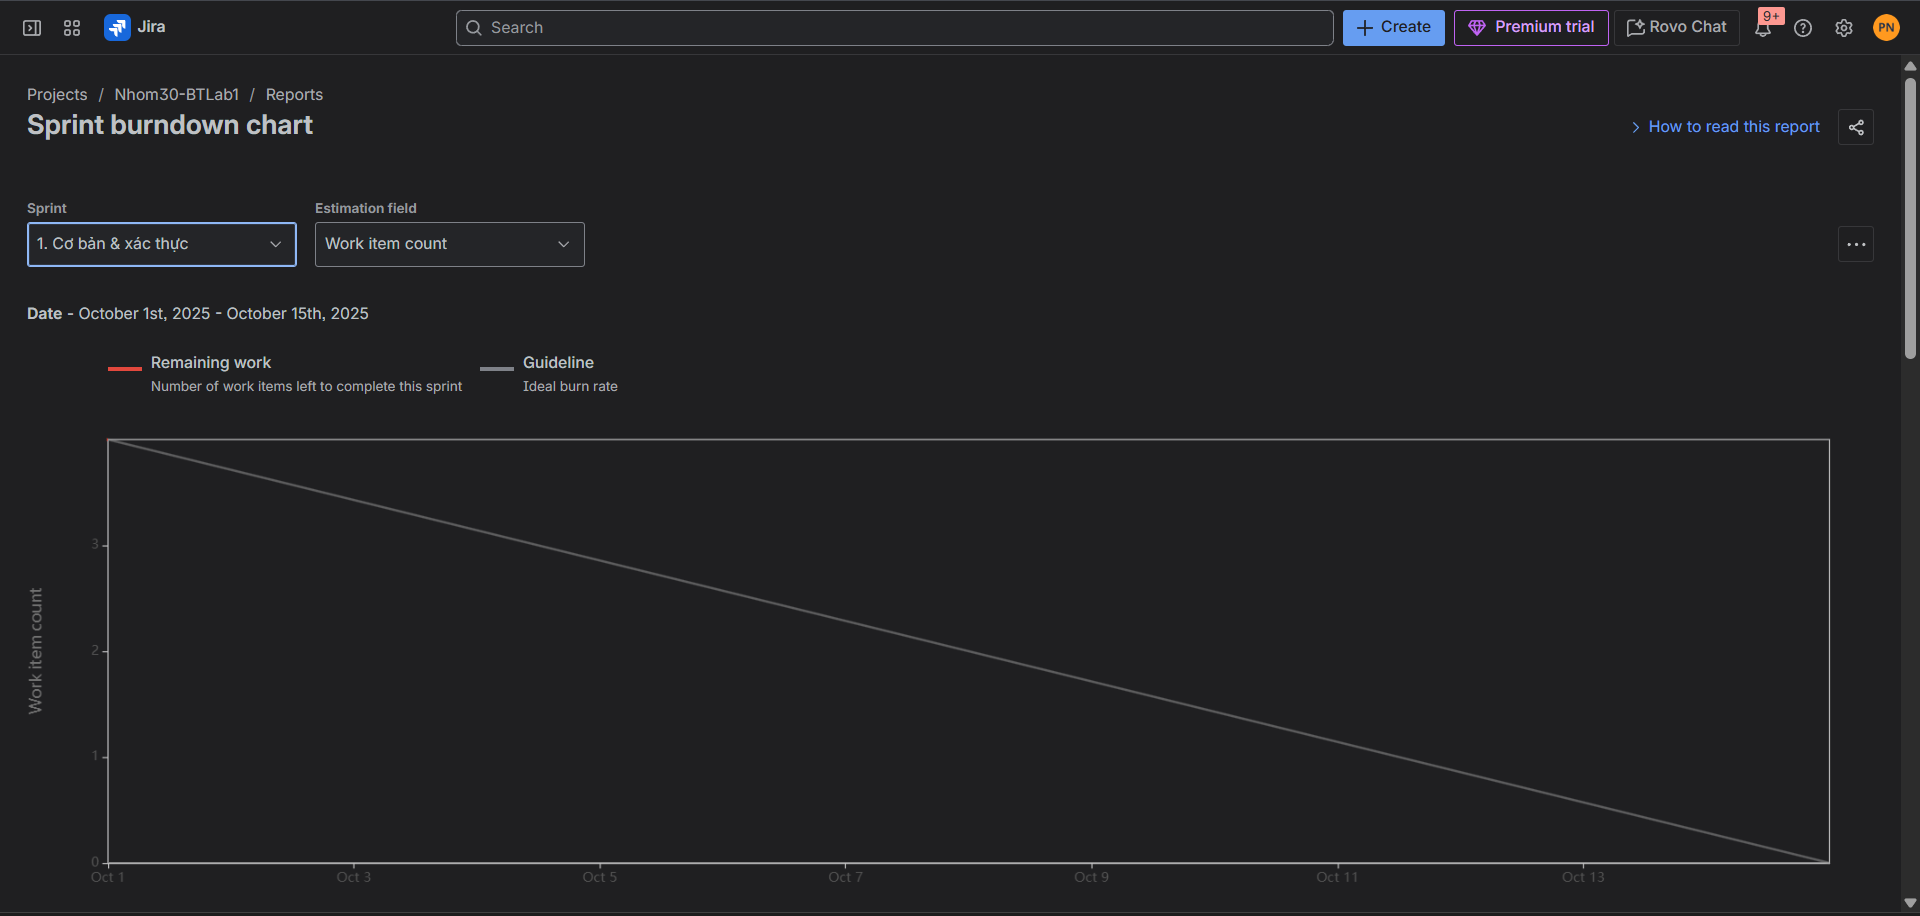 Jira
Search
Create
Premium trial
Rovo Chat
9+
PN
Projects / Nhom30-BTLab1 / Reports
Sprint burndown chart
How to read this report
Sprint
Estimation field
1. Cơ bản & xác thực
Work item count
Date - October 1st, 2025 - October 15th, 2025
Remaining work
Number of work items left to complete this sprint
Guideline
Ideal burn rate
Work item count
3
2
1
0
Oct 1
Oct 3
Oct 5
Oct 7
Oct 9
Oct 11
Oct 13